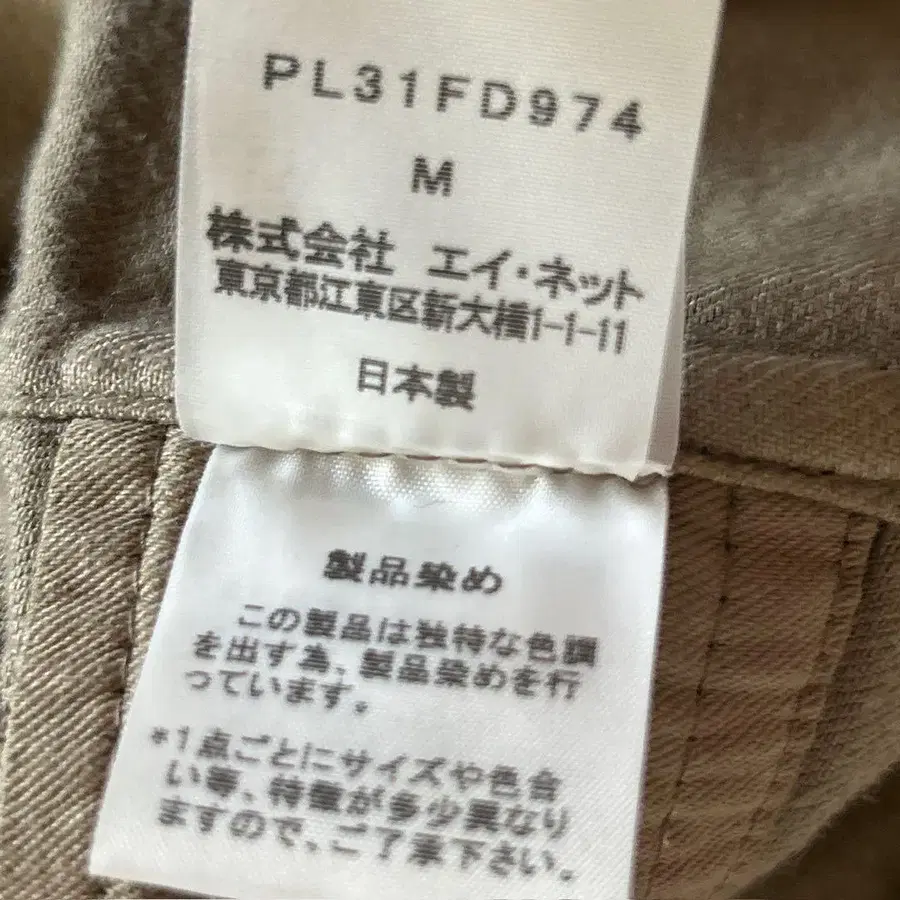 PL31FD974
M
株式会社 エイ・ネット
東京都江東区新大橋1-1-11
日本製
製品染め
この製品は独特な色調
を出す為、製品染めを行
っています。
*1点ごとにサイズや色合
い等、特徴が多少異なり
ますので、ご了承下さい。